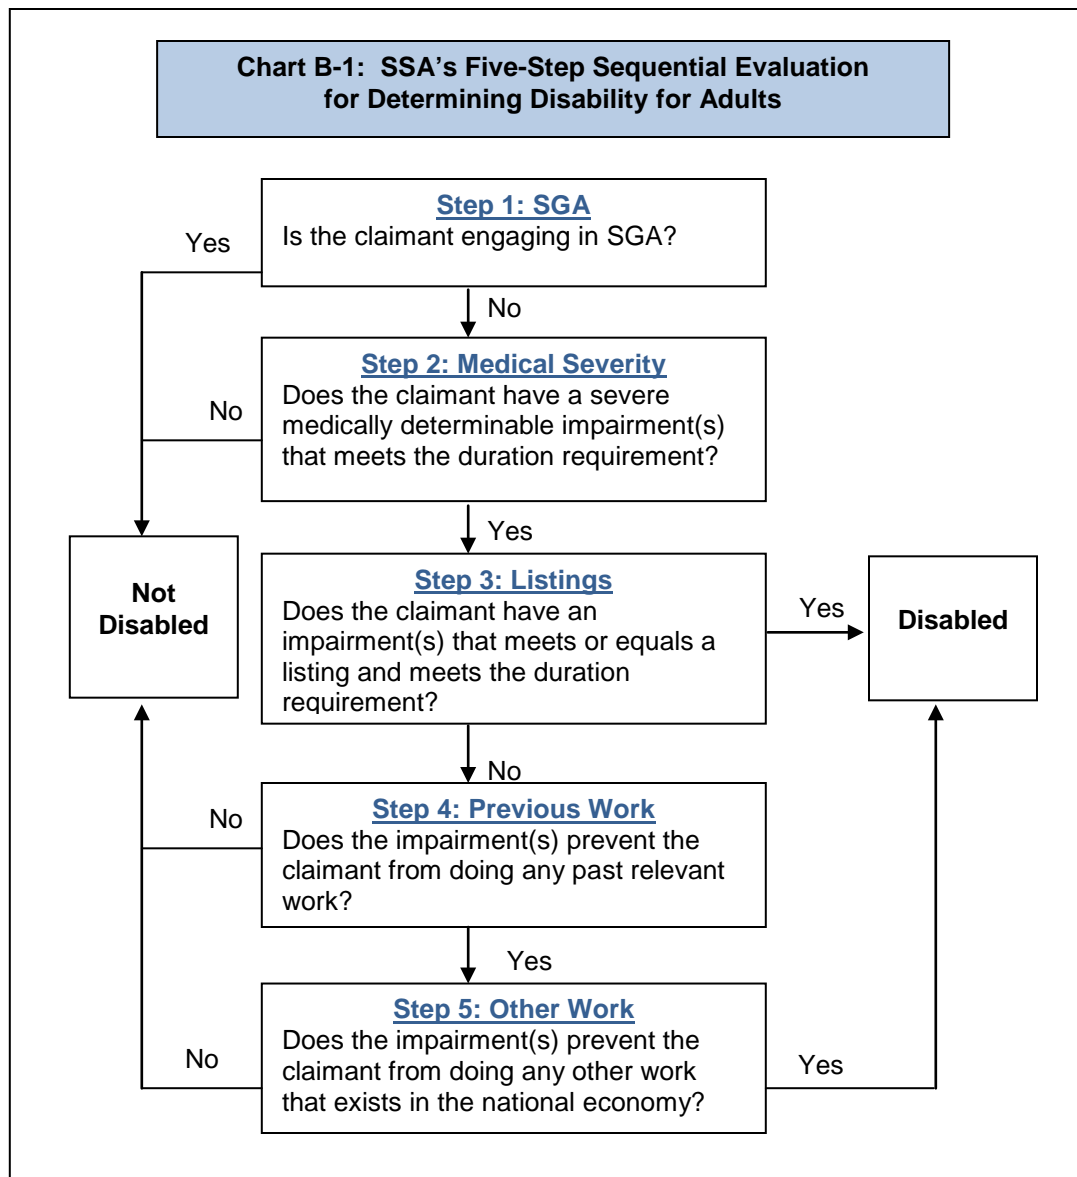 Chart B-1:  SSA’s Five-Step Sequential Evaluation
for Determining Disability for Adults
Step 1: SGA
Is the claimant engaging in SGA?
Yes
No
Step 2: Medical Severity
Does the claimant have a severe
medically determinable impairment(s)
that meets the duration requirement?
No
Yes
Not
Disabled
Step 3: Listings
Does the claimant have an
impairment(s) that meets or equals a
listing and meets the duration
requirement?
Yes
Disabled
No
Step 4: Previous Work
Does the impairment(s) prevent the
claimant from doing any past relevant
work?
No
Yes
Step 5: Other Work
Does the impairment(s) prevent the
claimant from doing any other work
that exists in the national economy?
No
Yes